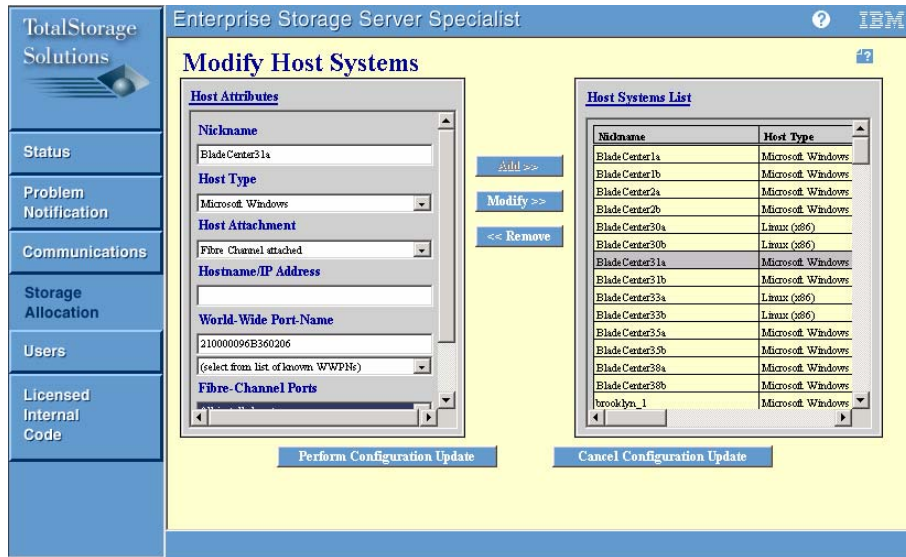 TotalStorage
Solutions
Enterprise Storage Server Specialist
?
IBM
Modify Host Systems
?
Status
Problem
Notification
Communications
Storage
Allocation
Users
Licensed
Internal
Code
Host Attributes
Nickname
BladeCenter31a
Host Type
Microsoft Windows
Host Attachment
Fibre Channel attached
Hostname/IP Address
World-Wide Port-Name
210000096B360206
(select from list of known WWPNs)
Fibre-Channel Ports
Add >>
Modify >>
<< Remove
Host Systems List
Nickname Host Type
BladeCenter1a Microsoft Windows
BladeCenter1b Microsoft Windows
BladeCenter2a Microsoft Windows
BladeCenter2b Microsoft Windows
BladeCenter30a Linux (x86)
BladeCenter30b Linux (x86)
BladeCenter31a Microsoft Windows
BladeCenter31b Microsoft Windows
BladeCenter33a Linux (x86)
BladeCenter33b Linux (x86)
BladeCenter35a Microsoft Windows
BladeCenter35b Microsoft Windows
BladeCenter38a Microsoft Windows
BladeCenter38b Microsoft Windows
brooklyn_1 Microsoft Windows
Perform Configuration Update
Cancel Configuration Update